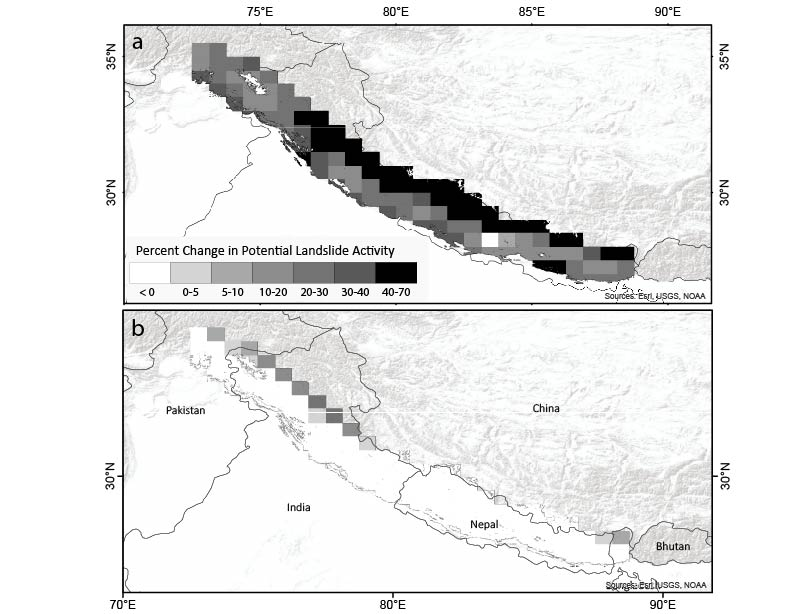 75°E 80°E 85°E 90°E
a
35°N 35°N
30°N 30°N
Percent Change in Potential Landslide Activity
< 0 0-5 5-10 10-20 20-30 30-40 40-70
Sources: Esri, USGS, NOAA
b
Pakistan China
30°N 30°N
India Nepal
Bhutan
Sources: Esri, USGS, NOAA
70°E 80°E 90°E